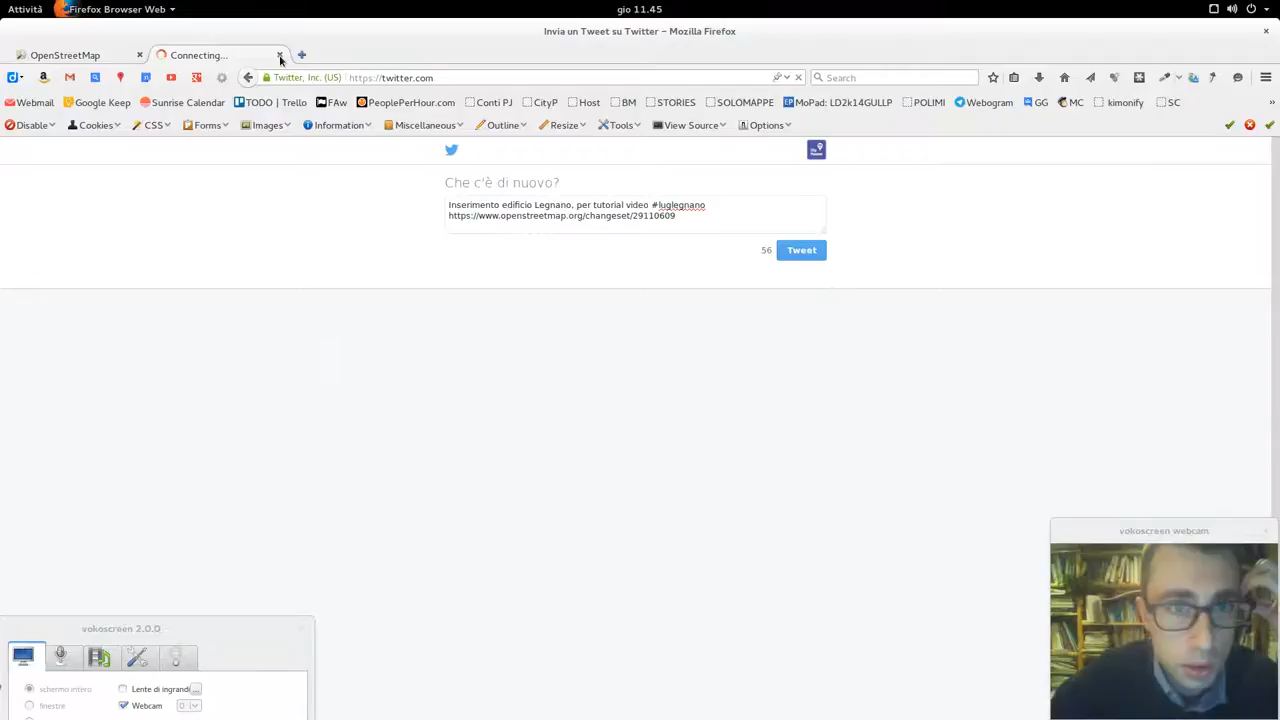 Attività
Firefox Browser Web
gio 11.45
Invia un Tweet su Twitter – Mozilla Firefox
OpenStreetMap
Connecting...
Twitter, Inc. (US)
https://twitter.com
Search
Webmail
Google Keep
Sunrise Calendar
TODO | Trello
FAw
PeoplePerHour.com
Conti PJ
CityP
Host
BM
STORIES
SOLOMAPPE
MoPad: LD2k14GULLP
POLIMI
Webogram
GG
MC
kimonify
SC
Disable
Cookies
CSS
Forms
Images
Information
Miscellaneous
Outline
Resize
Tools
View Source
Options
Che c'è di nuovo?
Inserimento edificio Legnano, per tutorial video #luglegnano
https://www.openstreetmap.org/changeset/29110609
56
Tweet
vokoscreen webcam
vokoscreen 2.0.0
schermo intero
Lente di ingrandi
...
finestre
Webcam
0